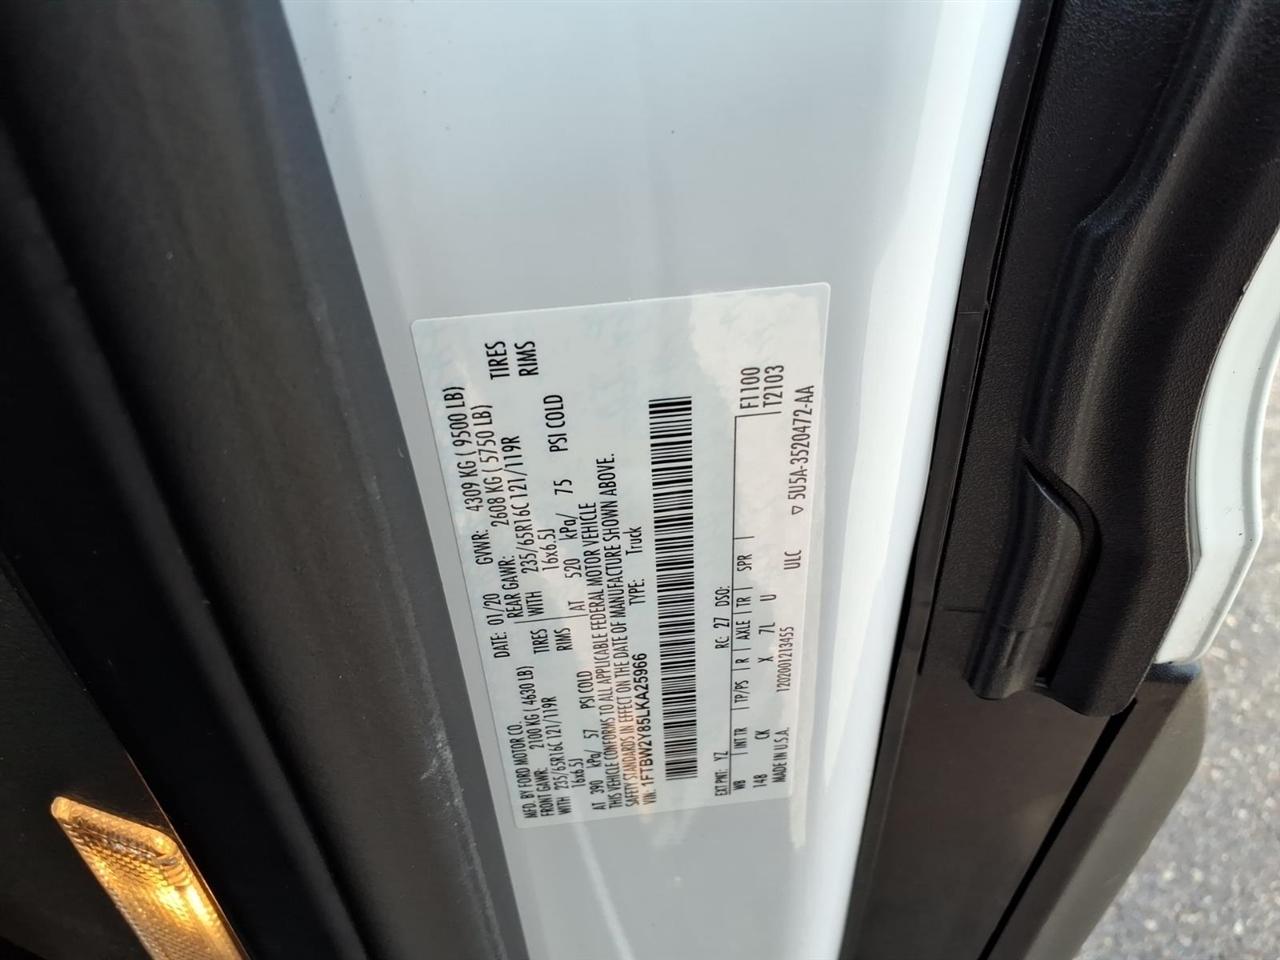 MFD. BY FORD MOTOR CO. DATE: 01/20 GVWR: 4309 KG ( 9500 LB)
FRONT GAWR: 2100 KG ( 4630 LB) REAR GAWR: 2608 KG ( 5750 LB)
WITH 235/65R16C 121/119R TIRES WITH 235/65R16C 121/119R TIRES
16x6.5J RIMS 16x6.5J RIMS
AT 390 kPa/ 57 PSI COLD AT 520 kPa/ 75 PSI COLD
THIS VEHICLE CONFORMS TO ALL APPLICABLE FEDERAL MOTOR VEHICLE
SAFETY STANDARDS IN EFFECT ON THE DATE OF MANUFACTURE SHOWN ABOVE.
VIN: 1FTBW2Y85LKA25966 TYPE: Truck
EXT PNT: YZ RC: 27 DSO: F1100
WB INT TR TP/PS R AXLE TR SPR T2103
148 CK X 7L U
MADE IN U.S.A. 1202001213455 ULC ▽ 5U5A-3520472-AA